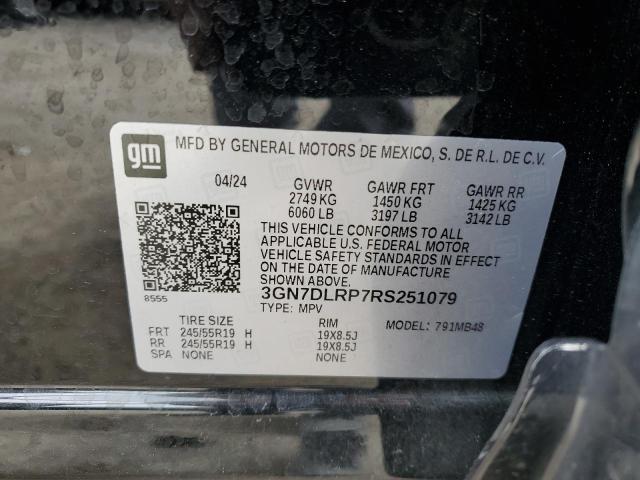 gm MFD BY GENERAL MOTORS DE MEXICO, S. DE R.L. DE C.V.
04/24 GVWR GAWR FRT GAWR RR
2749 KG 1450 KG 1425 KG
6060 LB 3197 LB 3142 LB
THIS VEHICLE CONFORMS TO ALL
APPLICABLE U.S. FEDERAL MOTOR
VEHICLE SAFETY STANDARDS IN
EFFECT ON THE DATE OF MANUFACTURE
SHOWN ABOVE.
8555 3GN7DLRP7RS251079
TYPE: MPV
TIRE SIZE RIM MODEL: 791MB48
FRT 245/55R19 H 19X8.5J
RR 245/55R19 H 19X8.5J
SPA NONE NONE